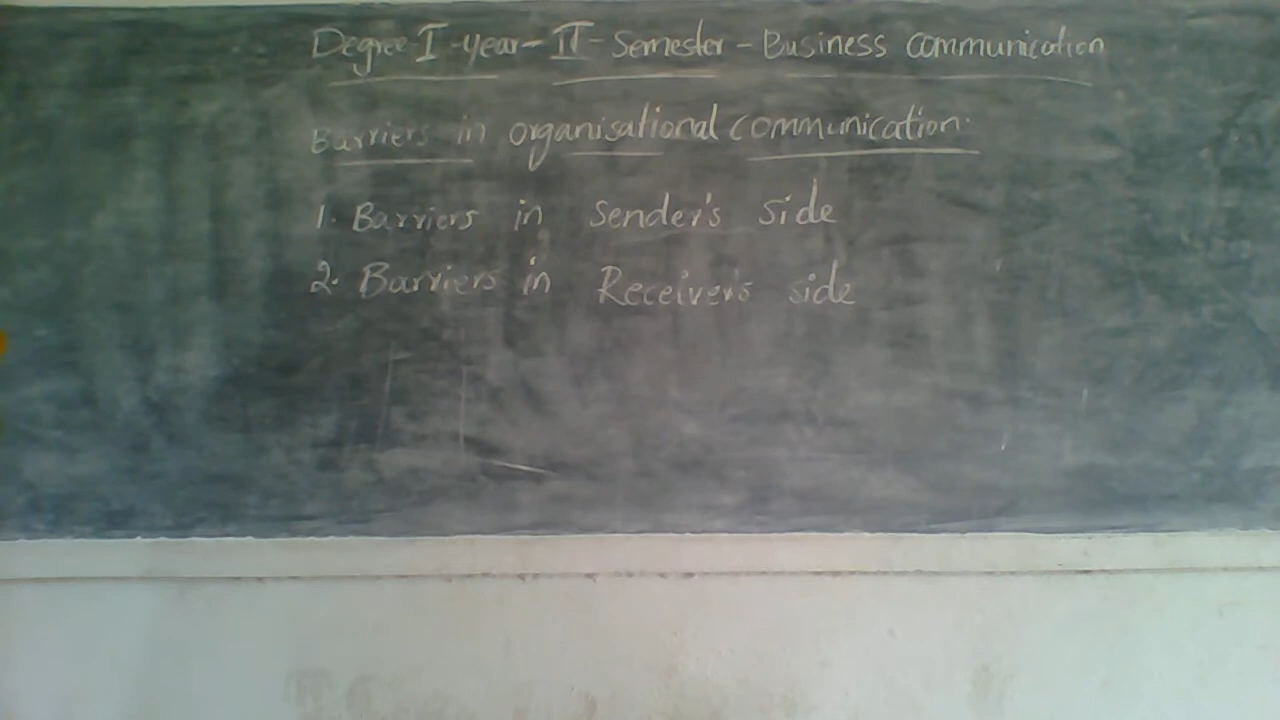 Degree-I-year-II-Semester-Business communication
Barriers in organisational communication.
1. Barriers in Sender's side
2. Barriers in Receiver's side